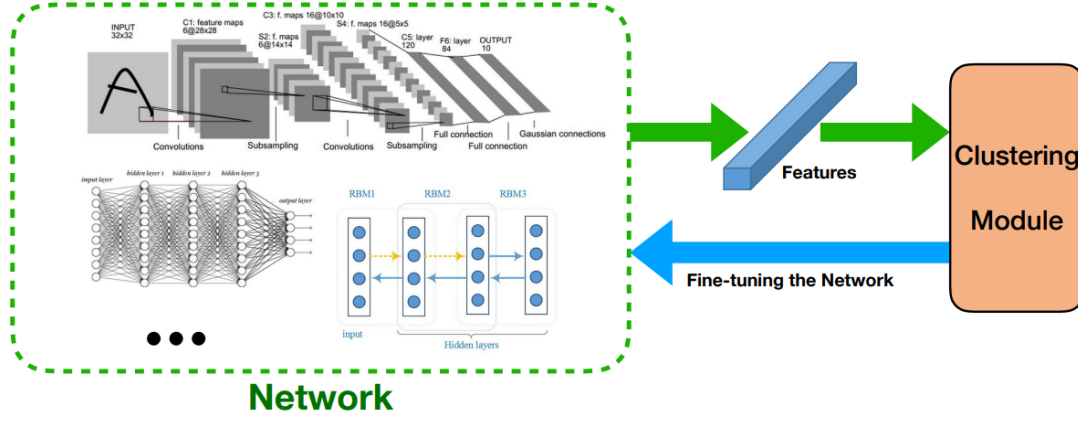 INPUT
32x32
C1: feature maps
6@28x28
S2: f. maps
6@14x14
C3: f. maps 16@10x10
S4: f. maps 16@5x5
C5: layer
120
F6: layer
84
OUTPUT
10
Convolutions
Subsampling
Convolutions
Subsampling
Full connection
Full connection
Gaussian connections
input layer
hidden layer 1
hidden layer 2
hidden layer 3
output layer
RBM1
RBM2
RBM3
input
Hidden layers
Network
Features
Fine-tuning the Network
Clustering
Module